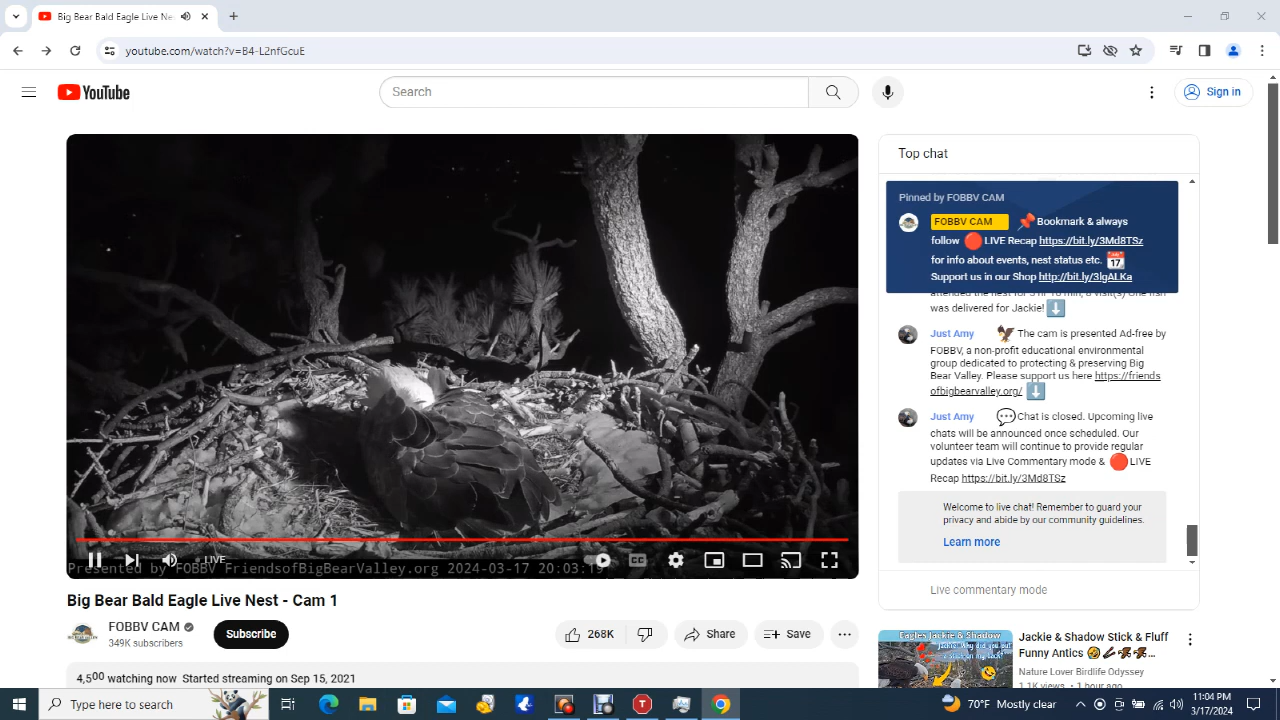 Big Bear Bald Eagle Live Ne
youtube.com/watch?v=B4-L2nfGcuE
YouTube
Search
Sign in
Top chat
Pinned by FOBBV CAM
FOBBV CAM 📌Bookmark & always
follow 🔴 LIVE Recap https://bit.ly/3Md8TSz
for info about events, nest status etc. 📆
Support us in our Shop http://bit.ly/3lgALKa
was delivered for Jackie!⬇️
Just Amy 🦅 The cam is presented Ad-free by
FOBBV, a non-profit educational environmental
group dedicated to protecting & preserving Big
Bear Valley. Please support us here https://friends
ofbigbearvalley.org/ ⬇️
Just Amy 💬Chat is closed. Upcoming live
chats will be announced once scheduled. Our
volunteer team will continue to provide regular
updates via Live Commentary mode & 🔴LIVE
Recap https://bit.ly/3Md8TSz
Welcome to live chat! Remember to guard your
privacy and abide by our community guidelines.
Learn more
Live commentary mode
LIVE
CC
Presented by FOBBV FriendsofBigBearValley.org 2024-03-17 20:03:19
Big Bear Bald Eagle Live Nest - Cam 1
FOBBV CAM
349K subscribers
Subscribe
268K
Share
Save
4,500 watching now Started streaming on Sep 15, 2021
Eagles Jackie & Shadow
Jackie & Shadow Stick & Fluff
Funny Antics
Nature Lover Birdlife Odyssey
1.1K views • 1 hour ago
Type here to search
70°F Mostly clear
11:04 PM
3/17/2024